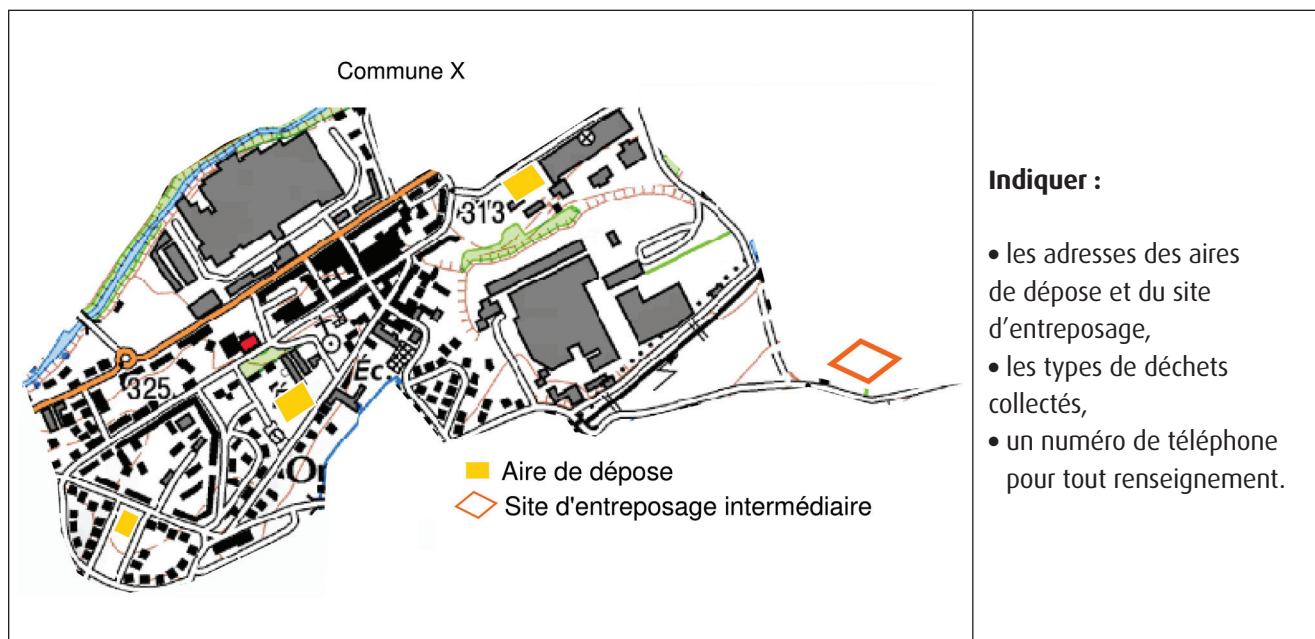 Commune X
313
325
Éc.
É
O
Aire de dépose
Site d'entreposage intermédiaire
Indiquer :
• les adresses des aires
de dépose et du site
d'entreposage,
• les types de déchets
collectés,
• un numéro de téléphone
pour tout renseignement.